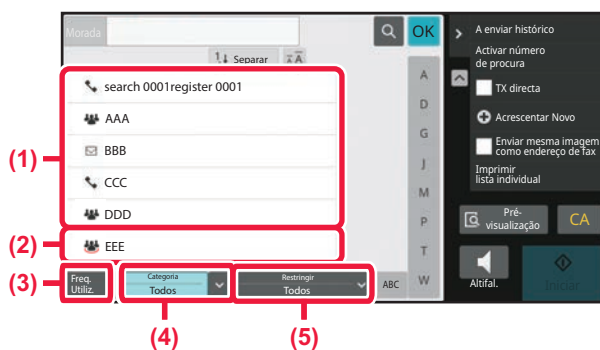 Morada
OK
1↓ Separar
search 0001register 0001
AAA
BBB
CCC
DDD
EEE
(1)
(2)
(3)
Freq.
Utiliz.
Categoria
Todos
Restringir
Todos
ABC
(4)
(5)
A
D
G
J
M
P
T
W
A enviar histórico
Activar número
de procura
TX directa
Acrescentar Novo
Enviar mesma imagem
como endereço de fax
Imprimir
lista individual
Pré-
visualização
CA
Altifal.
Iniciar